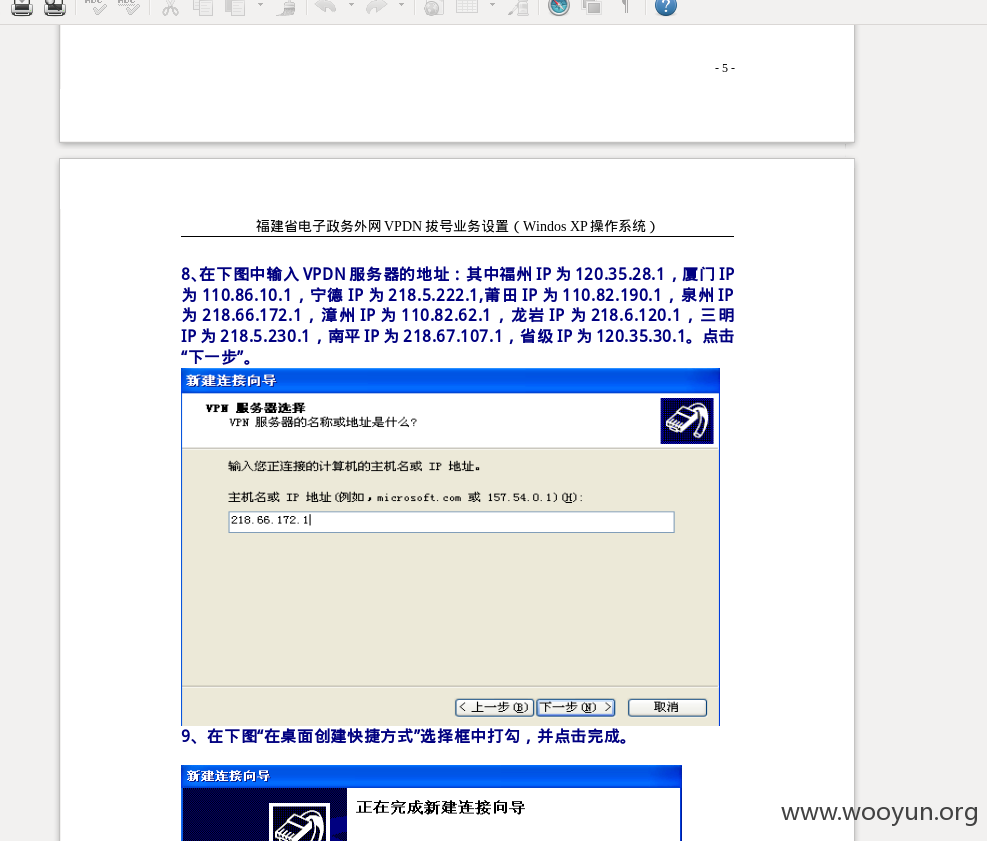 - 5 -
福建省电子政务外网 VPDN 拔号业务设置（Windos XP 操作系统）
8、在下图中输入 VPDN 服务器的地址：其中福州 IP 为 120.35.28.1，厦门 IP
为 110.86.10.1，宁德 IP 为 218.5.222.1,莆田 IP 为 110.82.190.1，泉州 IP
为 218.66.172.1，漳州 IP 为 110.82.62.1，龙岩 IP 为 218.6.120.1，三明
IP 为 218.5.230.1，南平 IP 为 218.67.107.1，省级 IP 为 120.35.30.1。点击
“下一步”。
新建连接向导
VPN 服务器选择
VPN 服务器的名称或地址是什么?
输入您正连接的计算机的主机名或 IP 地址。
主机名或 IP 地址(例如，microsoft.com 或 157.54.0.1)(H):
218.66.172.1
< 上一步(B) 下一步(N) > 取消
9、在下图“在桌面创建快捷方式”选择框中打勾，并点击完成。
新建连接向导
正在完成新建连接向导
www.wooyun.org